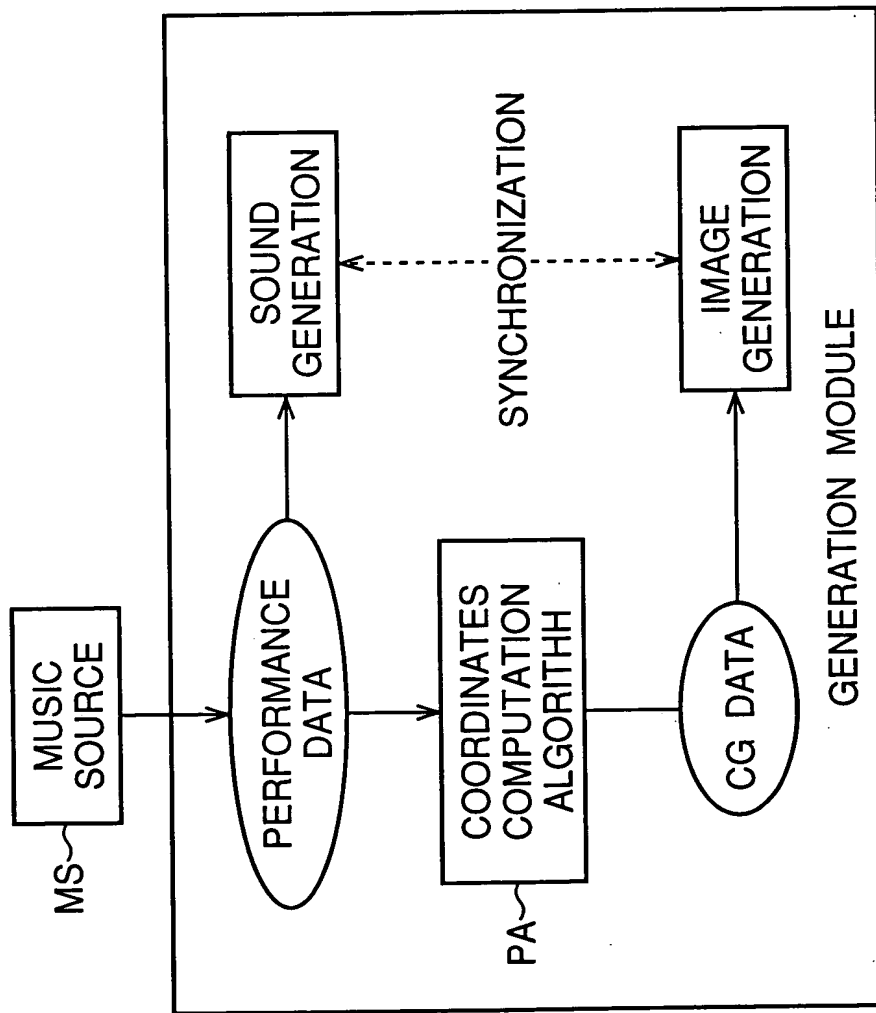 MS
MUSIC
SOURCE
PERFORMANCE
DATA
SOUND
GENERATION
PA
COORDINATES
COMPUTATION
ALGORITHH
SYNCHRONIZATION
CG DATA
IMAGE
GENERATION
GENERATION MODULE